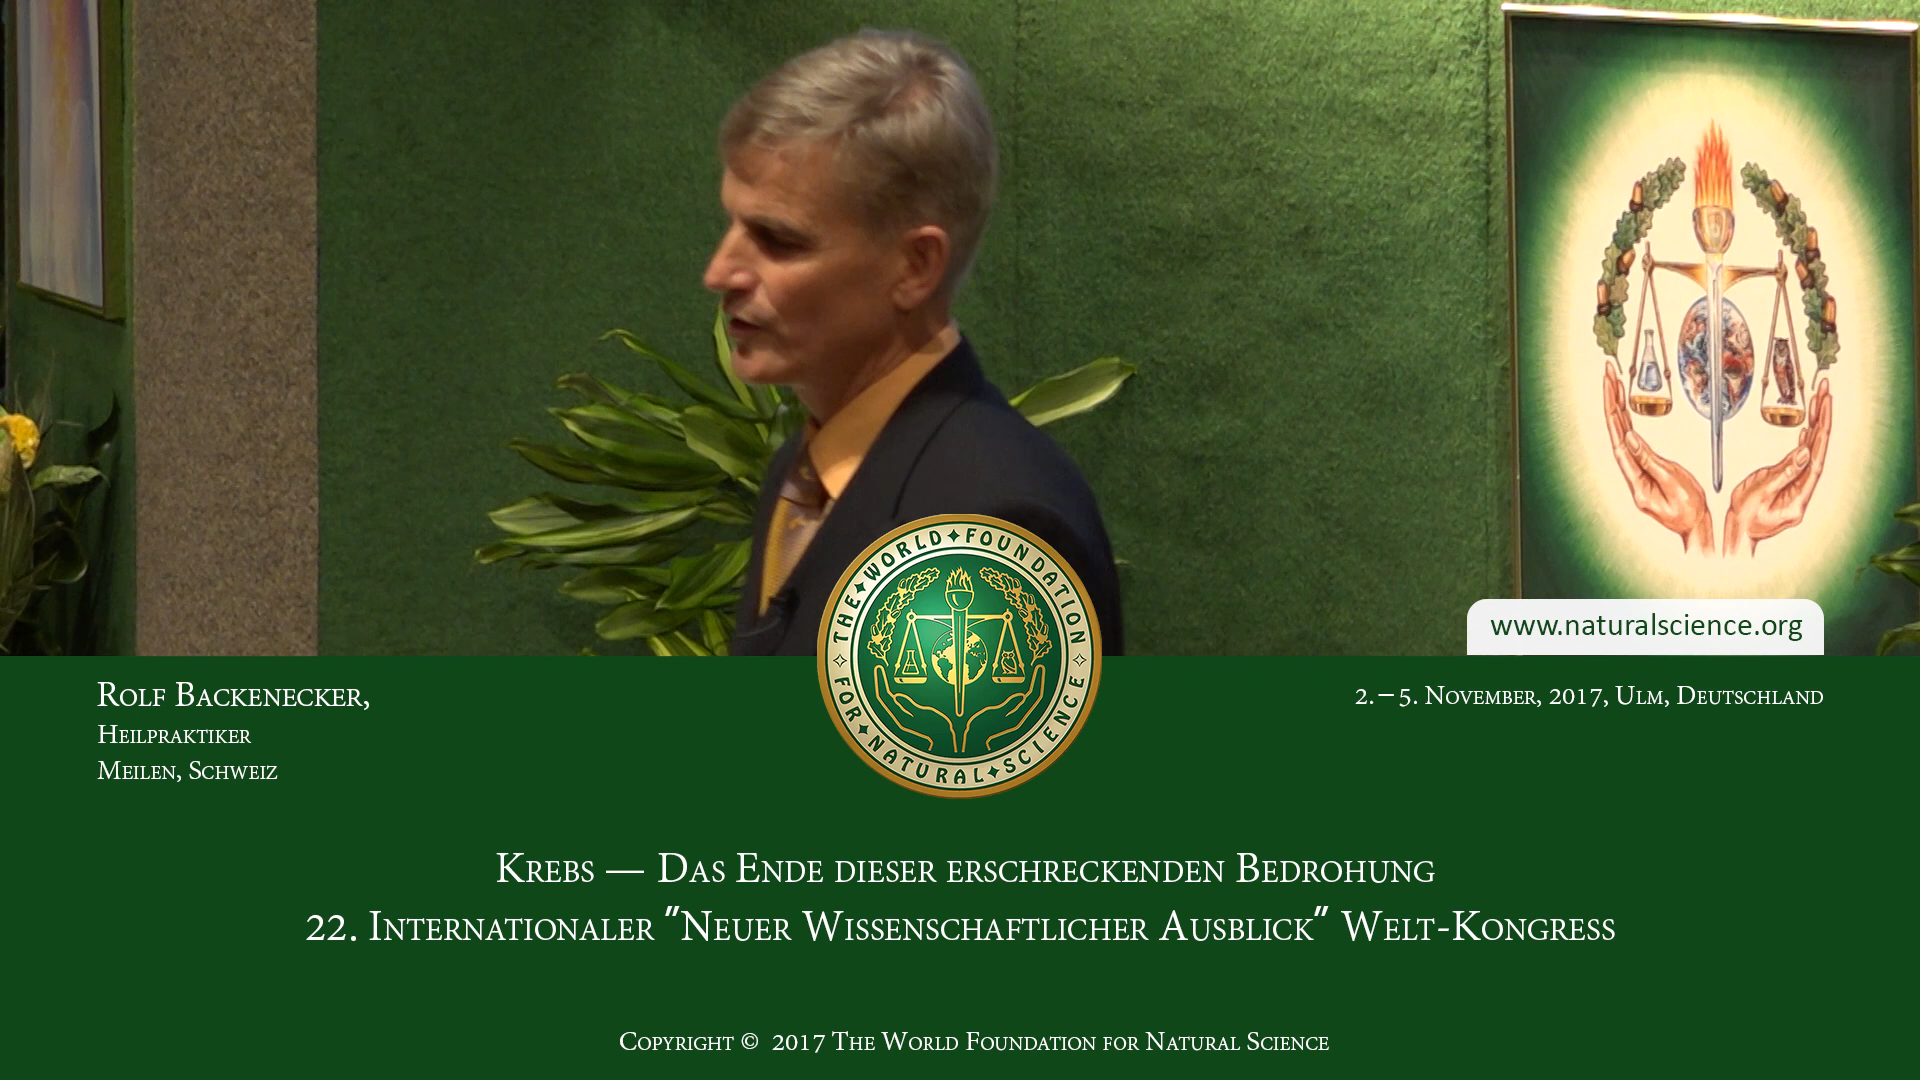 www.naturalscience.org
THE WORLD FOUNDATION
FOR NATURAL SCIENCE
Rolf Backenecker,
Heilpraktiker
Meilen, Schweiz
2.–5. November, 2017, Ulm, Deutschland
Krebs — Das Ende dieser erschreckenden Bedrohung
22. Internationaler "Neuer Wissenschaftlicher Ausblick" Welt-Kongress
Copyright © 2017 The World Foundation for Natural Science